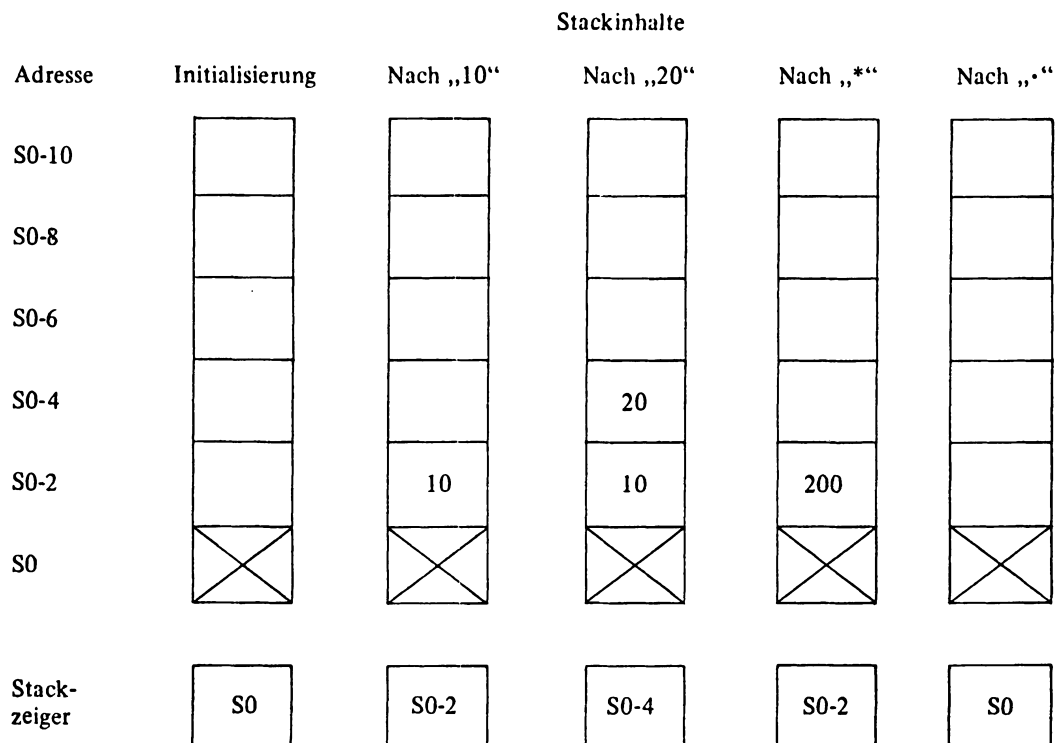 Stackinhalte
Adresse Initialisierung Nach „10“ Nach „20“ Nach „*“ Nach „·“
S0-10
S0-8
S0-6
S0-4 20
S0-2 10 10 200
S0
Stack-
zeiger S0 S0-2 S0-4 S0-2 S0